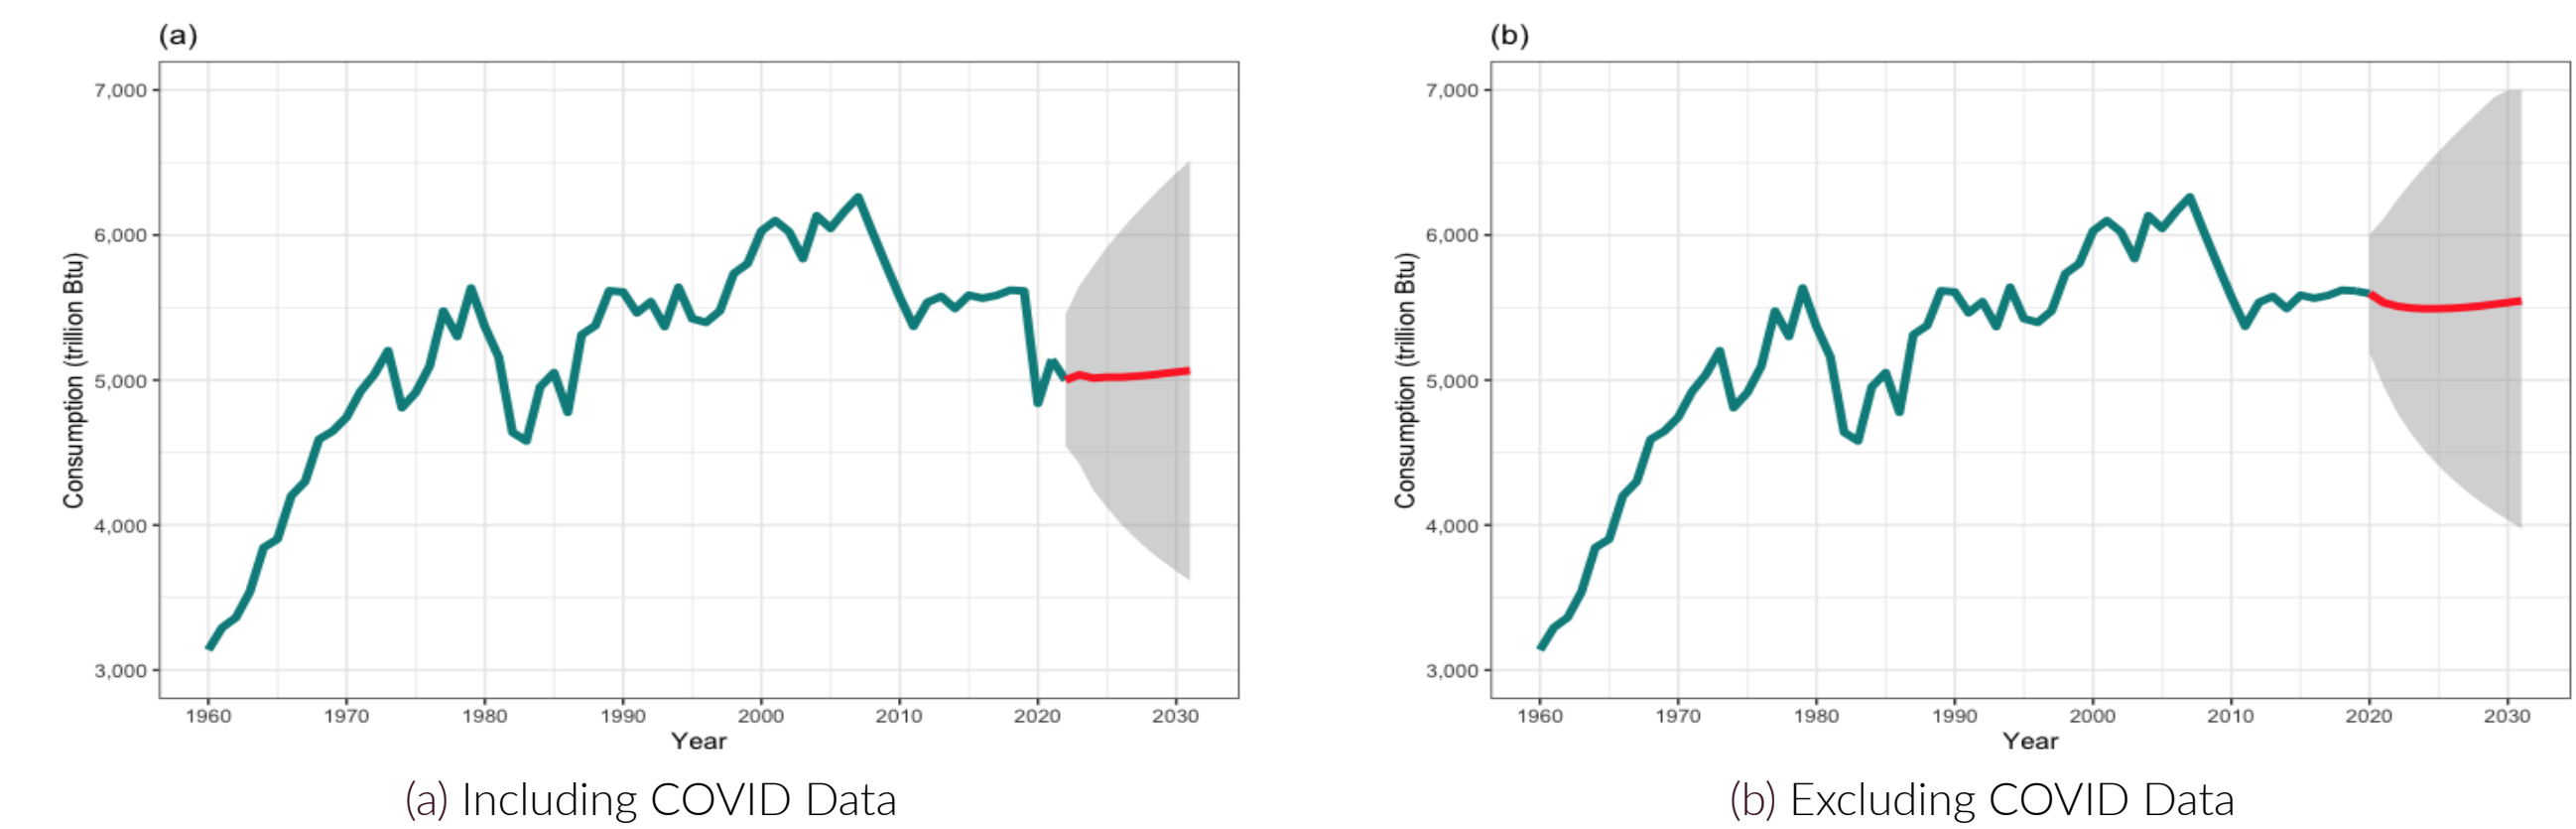 (a)
7,000
6,000
5,000
4,000
3,000
Consumption (trillion Btu)
1960 1970 1980 1990 2000 2010 2020 2030
Year
(a) Including COVID Data
(b)
7,000
6,000
5,000
4,000
3,000
Consumption (trillion Btu)
1960 1970 1980 1990 2000 2010 2020 2030
Year
(b) Excluding COVID Data